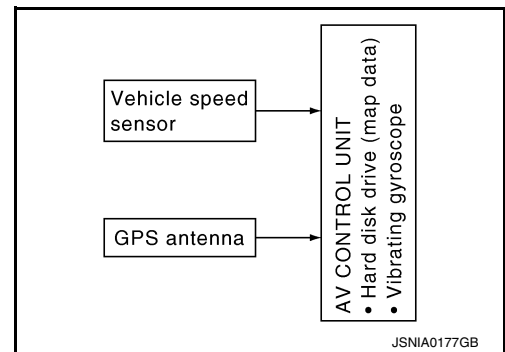 Vehicle speed
sensor
GPS antenna
AV CONTROL UNIT
• Hard disk drive (map data)
• Vibrating gyroscope
JSNIA0177GB